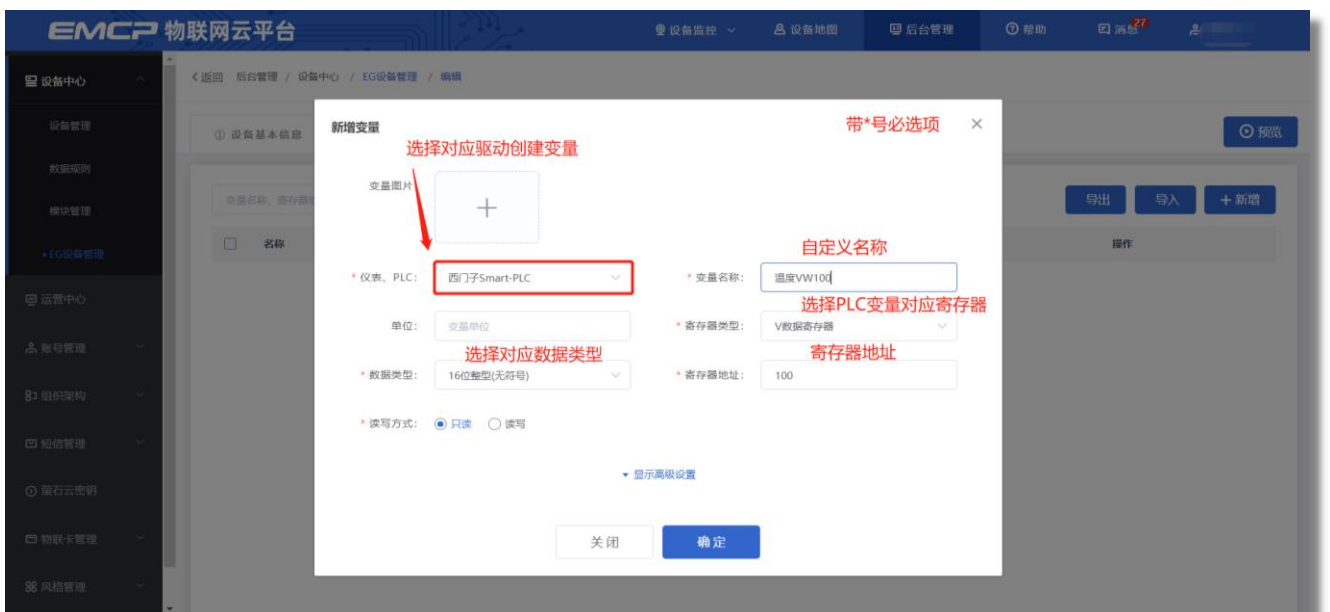 EMCP 物联网云平台
设备监控 设备地图 后台管理 帮助 消息 27
设备中心
< 返回 后台管理 / 设备中心 / EG设备管理 / 编辑
设备管理
数据规则
模块管理
• EG设备管理
运营中心
账号管理
组织架构
短信管理
萤石云密钥
物联卡管理
风格管理
① 设备基本信息
预览
变量名称、寄存器地
导出 导入 + 新增
名称
操作
新增变量
带*号必选项 ×
选择对应驱动创建变量
变量图片
+
自定义名称
* 仪表、PLC: 西门子Smart-PLC
* 变量名称: 温度VW100
选择PLC变量对应寄存器
单位: 变量单位
* 寄存器类型: V数据寄存器
选择对应数据类型
寄存器地址
* 数据类型: 16位整型(无符号)
* 寄存器地址: 100
* 读写方式: 只读 读写
显示高级设置
关闭 确定